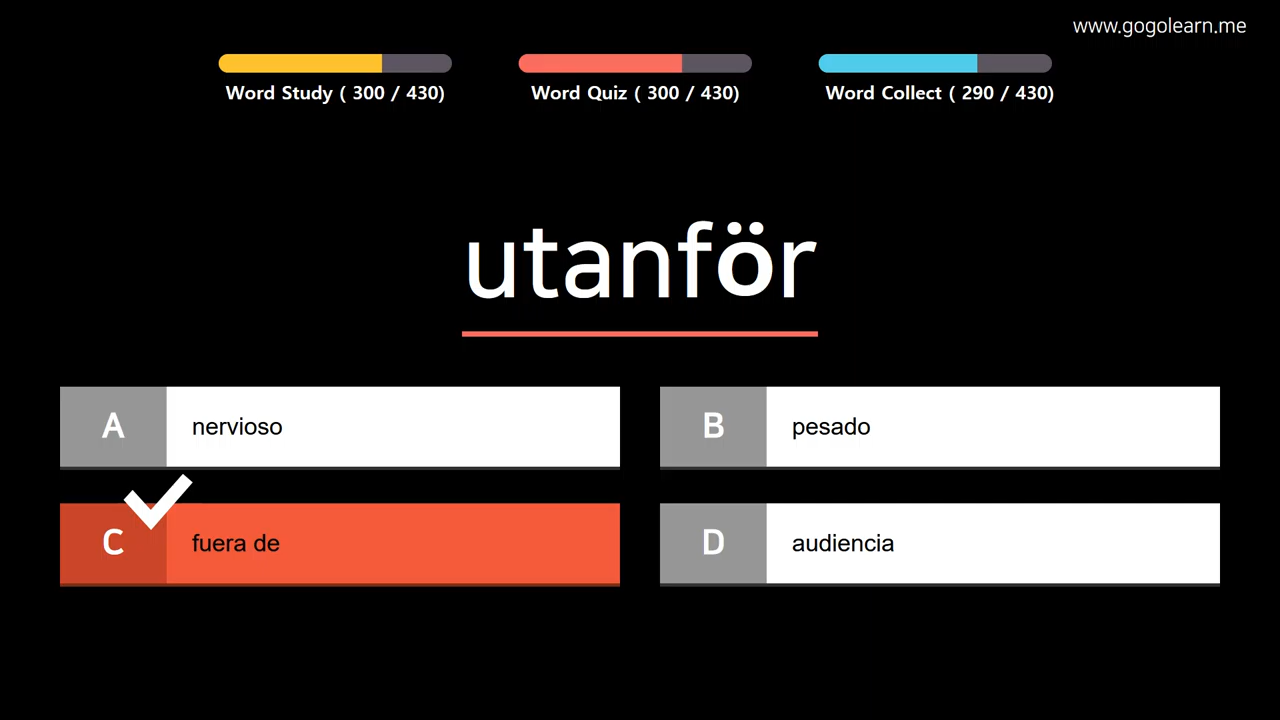 www.gogolearn.me
Word Study ( 300 / 430)
Word Quiz ( 300 / 430)
Word Collect ( 290 / 430)
utanför
A nervioso
B pesado
C fuera de
D audiencia